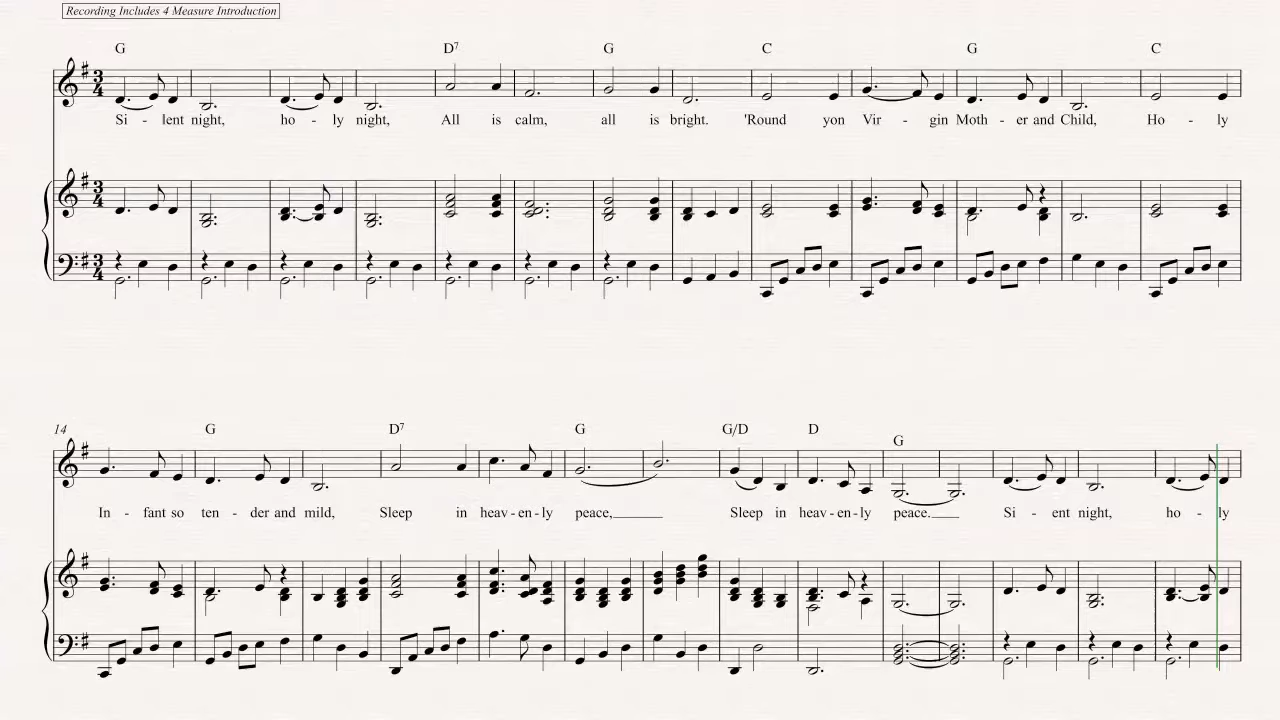 Recording Includes 4 Measure Introduction
G D7 G C G C
Si - lent night, ho - ly night, All is calm, all is bright. 'Round yon Vir - gin Moth - er and Child, Ho - ly
14 G D7 G G/D D G
In - fant so ten - der and mild, Sleep in heav - en - ly peace, Sleep in heav - en - ly peace. Si - ent night, ho - ly